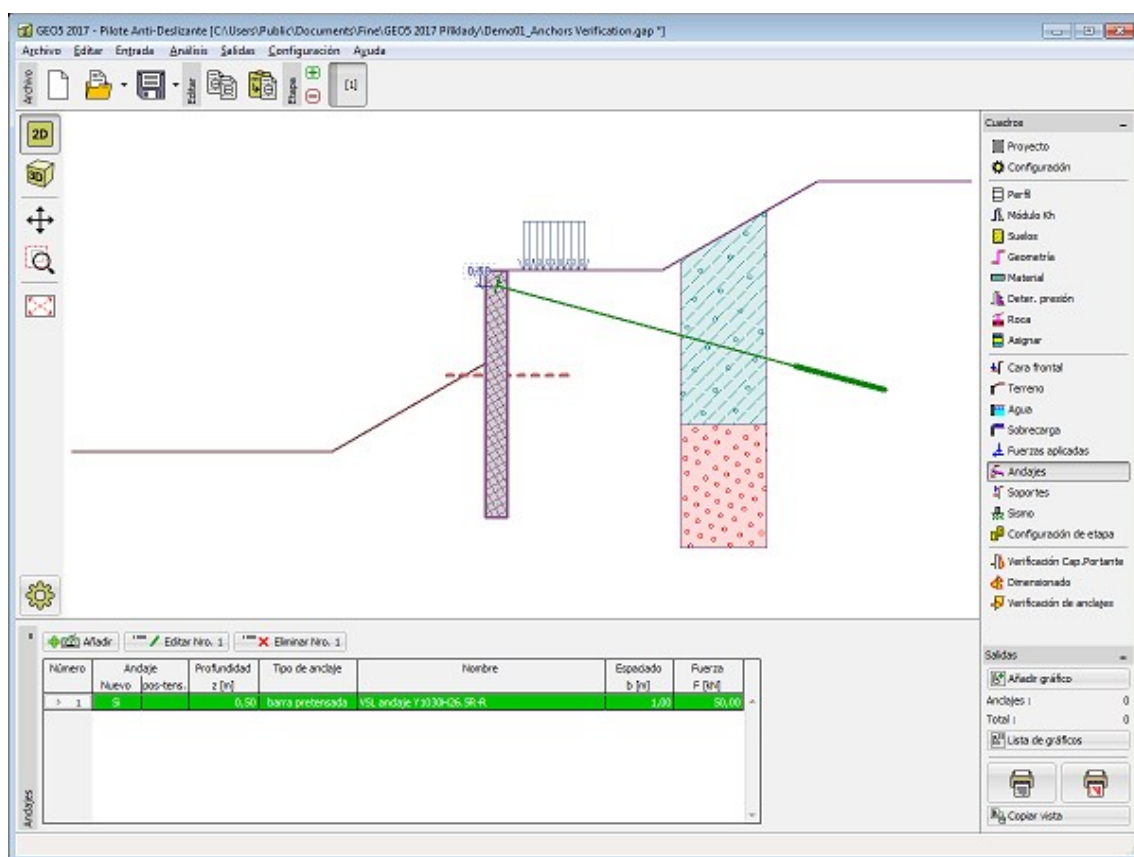 GEO5 2017 - Pilote Anti-Deslizante [C:\Users\Public\Documents\Fine\GEO5 2017 Příklady\Demo01_Anchors Verification.gap *]
Archivo Editar Entrada Análisis Salidas Configuración Ayuda
Archivo
Editar
Etapa
[1]
2D
3D
0,50
Cuadros
Proyecto
Configuración
Perfil
Módulo Kh
Suelos
Geometría
Material
Deter. presión
Roca
Asignar
Cara frontal
Terreno
Agua
Sobrecarga
Fuerzas aplicadas
Anclajes
Soportes
Sismo
Configuración de etapa
Verificación Cap.Portante
Dimensionado
Verificación de anclajes
Añadir
Editar Nro. 1
Eliminar Nro. 1
Número Anclaje Profundidad Tipo de anclaje Nombre Espaciado Fuerza
Nuevo pos-tens. z [m] b [m] F [kN]
> 1 Si 0,50 barra pretensada VSL anclaje Y1030H26.5R-R 1,00 50,00
Anclajes
Salidas
Añadir gráfico
Anclajes : 0
Total : 0
Lista de gráficos
Copiar vista